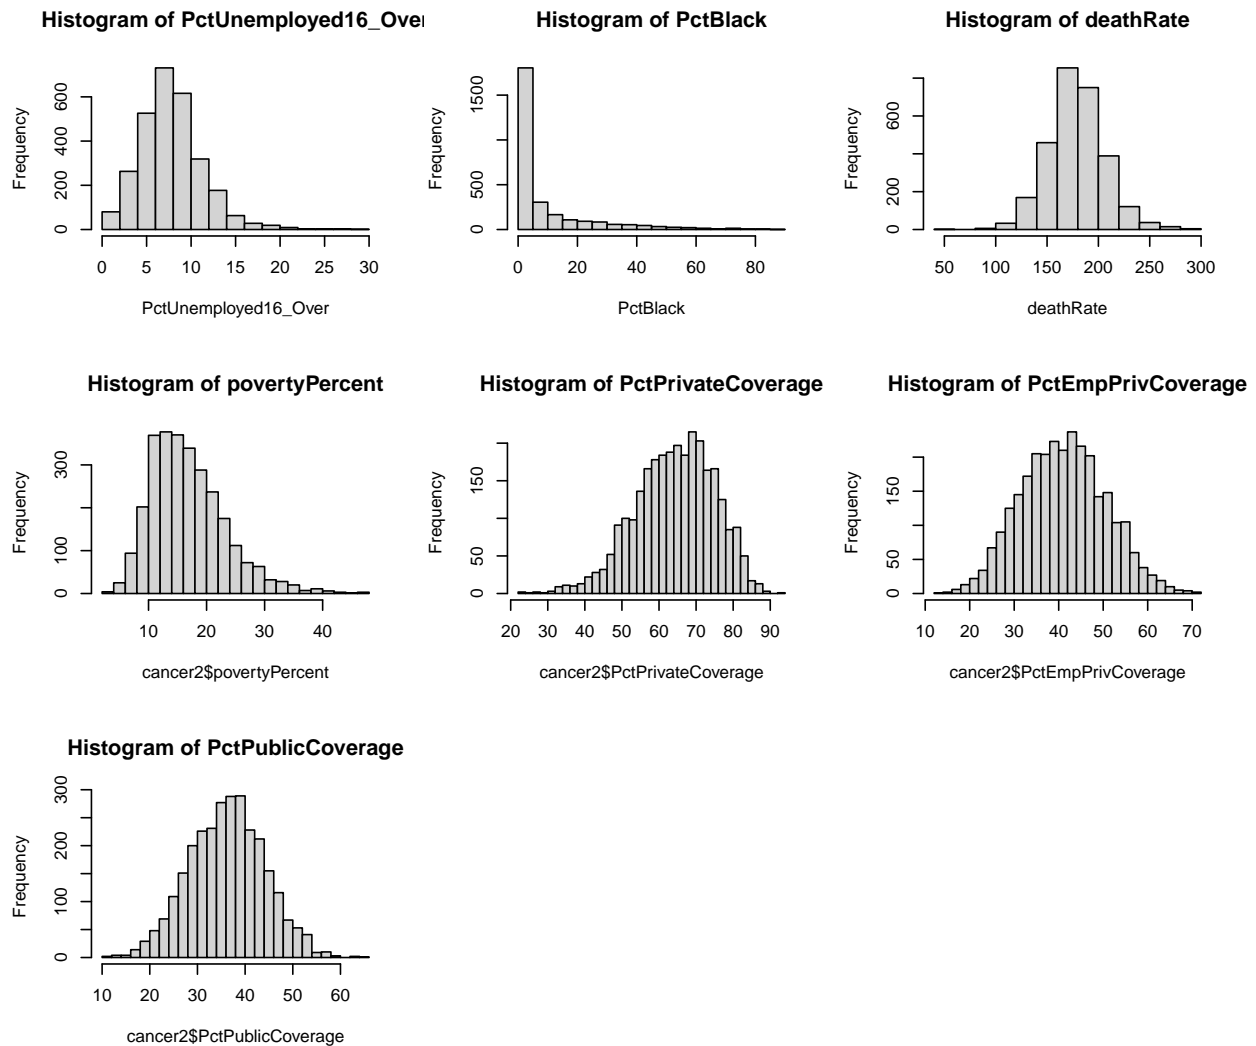 Histogram of PctUnemployed16_Over
Frequency
0 200 400 600
0 5 10 15 20 25 30
PctUnemployed16_Over
Histogram of PctBlack
Frequency
0 500 1500
0 20 40 60 80
PctBlack
Histogram of deathRate
Frequency
0 200 600
50 100 150 200 250 300
deathRate
Histogram of povertyPercent
Frequency
0 100 300
10 20 30 40
cancer2$povertyPercent
Histogram of PctPrivateCoverage
Frequency
0 50 150
20 30 40 50 60 70 80 90
cancer2$PctPrivateCoverage
Histogram of PctEmpPrivCoverage
Frequency
0 50 150
10 20 30 40 50 60 70
cancer2$PctEmpPrivCoverage
Histogram of PctPublicCoverage
Frequency
0 100 200 300
10 20 30 40 50 60
cancer2$PctPublicCoverage